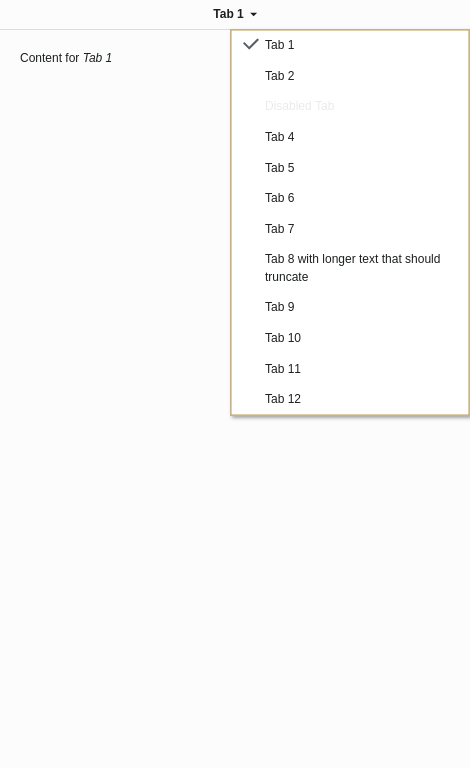 Tab 1
Content for Tab 1
Tab 1
Tab 2
Disabled Tab
Tab 4
Tab 5
Tab 6
Tab 7
Tab 8 with longer text that should
truncate
Tab 9
Tab 10
Tab 11
Tab 12